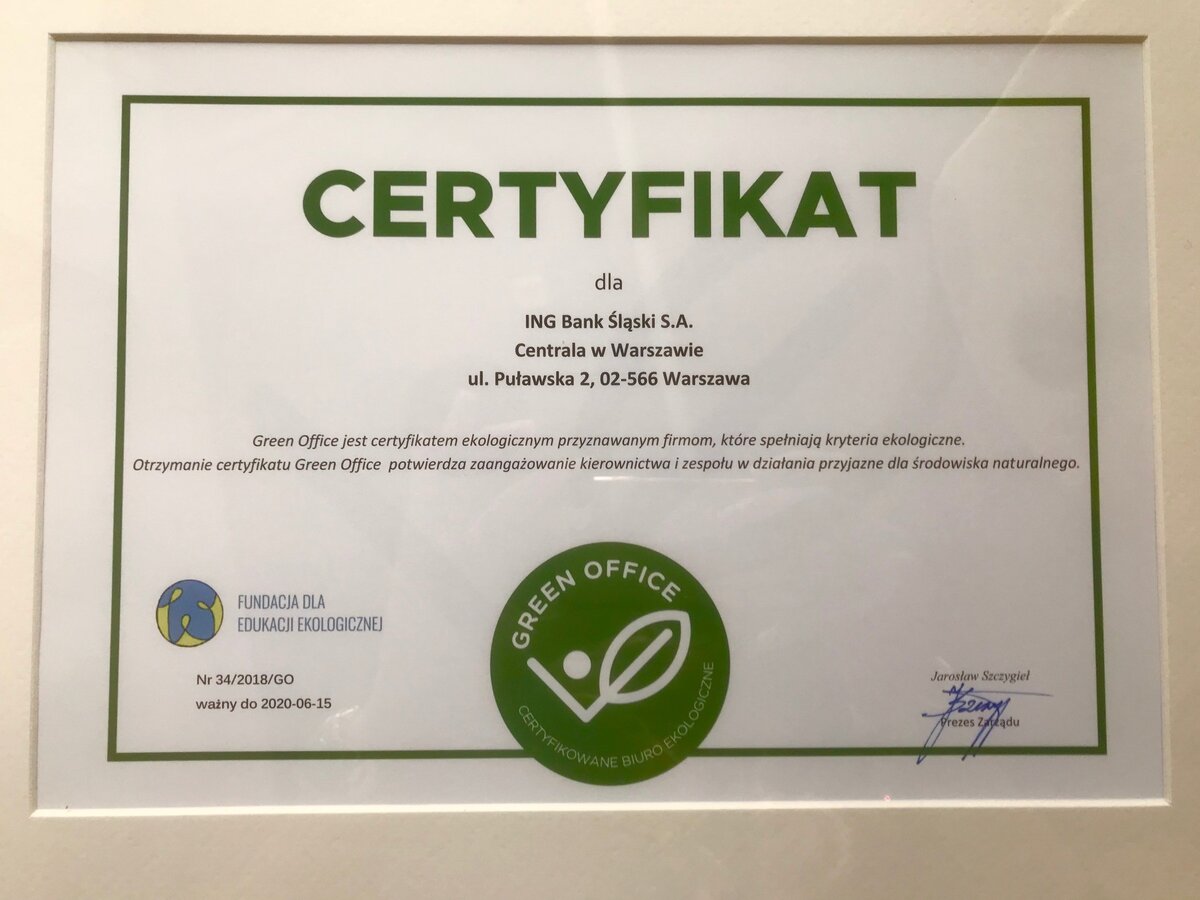 CERTYFIKAT
dla
ING Bank Śląski S.A.
Centrala w Warszawie
ul. Puławska 2, 02-566 Warszawa
Green Office jest certyfikatem ekologicznym przyznawanym firmom, które spełniają kryteria ekologiczne.
Otrzymanie certyfikatu Green Office potwierdza zaangażowanie kierownictwa i zespołu w działania przyjazne dla środowiska naturalnego.
FUNDACJA DLA
EDUKACJI EKOLOGICZNEJ
Nr 34/2018/GO
ważny do 2020-06-15
GREEN OFFICE
CERTYFIKOWANE BIURO EKOLOGICZNE
Jarosław Szczygieł
Prezes Zarządu